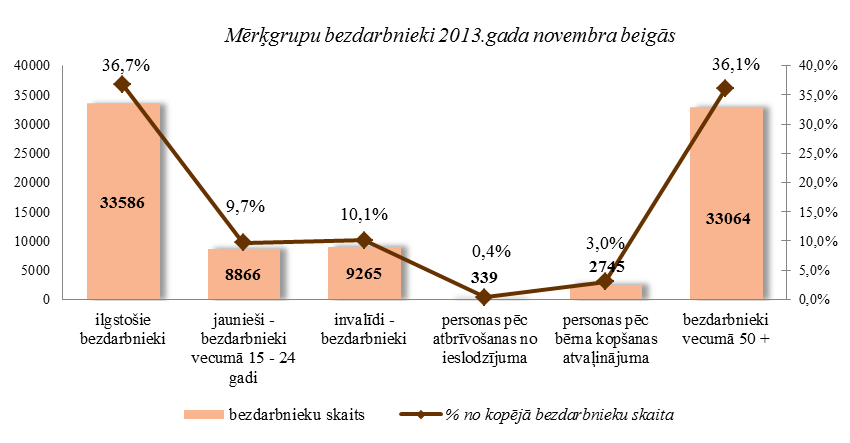 Mērķgrupu bezdarbnieki 2013.gada novembra beigās
40000
35000
30000
25000
20000
15000
10000
5000
0
40,0%
35,0%
30,0%
25,0%
20,0%
15,0%
10,0%
5,0%
0,0%
36,7%
9,7%
10,1%
0,4%
3,0%
36,1%
33586
8866
9265
339
2745
33064
ilgstošie
bezdarbnieki
jaunieši -
bezdarbnieki
vecumā 15 - 24
gadi
invalīdi -
bezdarbnieki
personas pēc
atbrīvošanas no
ieslodzījuma
personas pēc
bērna kopšanas
atvaļinājuma
bezdarbnieki
vecumā 50 +
bezdarbnieku skaits
% no kopējā bezdarbnieku skaita